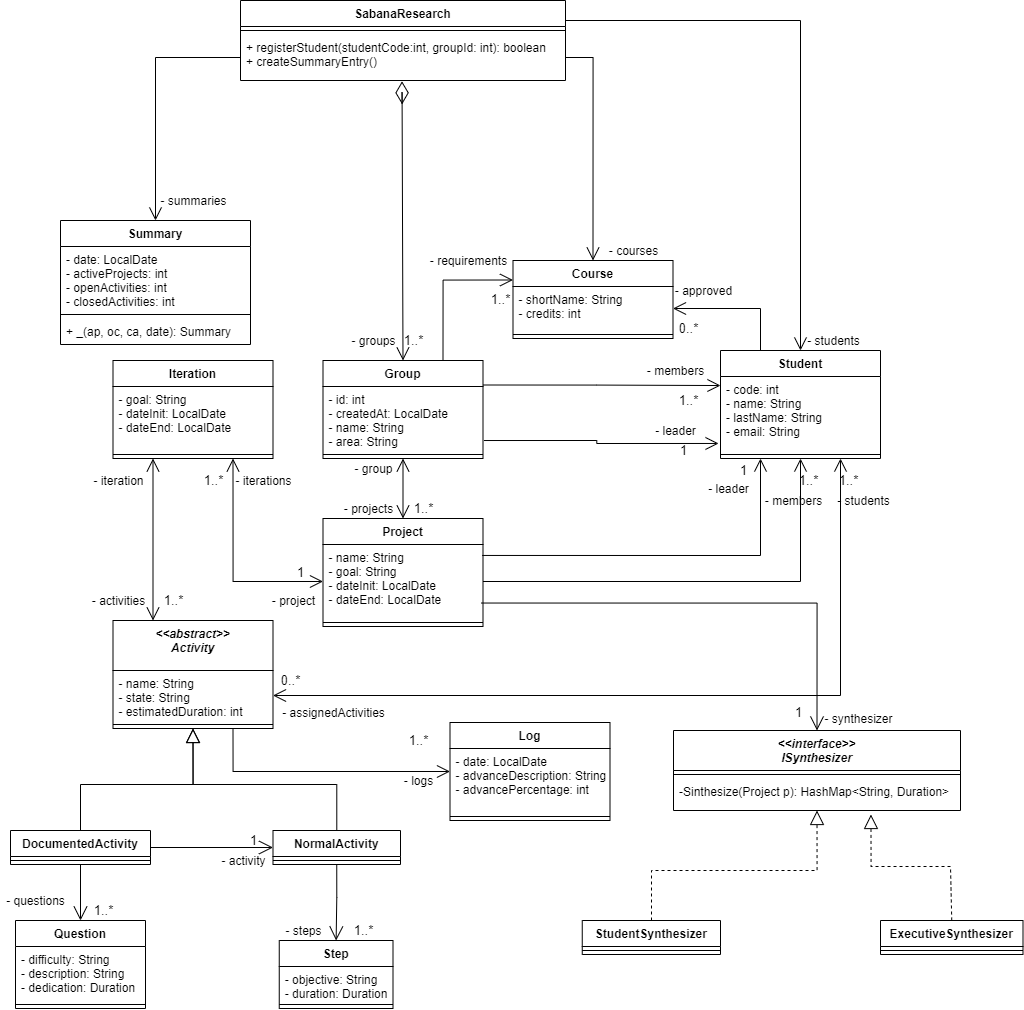 SabanaResearch
+ registerStudent(studentCode:int, groupId: int): boolean
+ createSummaryEntry()
- summaries
Summary
- date: LocalDate
- activeProjects: int
- openActivities: int
- closedActivities: int
+ _(ap, oc, ca, date): Summary
- courses
- requirements
1..*
Course
- shortName: String
- credits: int
- approved
0..*
- students
- groups
1..*
Iteration
- goal: String
- dateInit: LocalDate
- dateEnd: LocalDate
Group
- id: int
- createdAt: LocalDate
- name: String
- area: String
- members
1..*
- leader
1
Student
- code: int
- name: String
- lastName: String
- email: String
- iteration
1..*
- iterations
- group
- projects
1..*
1
- leader
1..*
- members
1..*
- students
Project
- name: String
- goal: String
- dateInit: LocalDate
- dateEnd: LocalDate
1
- project
- activities
1..*
<<abstract>>
Activity
- name: String
- state: String
- estimatedDuration: int
0..*
- assignedActivities
1
- synthesizer
1..*
- logs
Log
- date: LocalDate
- advanceDescription: String
- advancePercentage: int
<<interface>>
ISynthesizer
-Sinthesize(Project p): HashMap<String, Duration>
DocumentedActivity
1
- activity
NormalActivity
- questions
1..*
- steps
1..*
Question
- difficulty: String
- description: String
- dedication: Duration
Step
- objective: String
- duration: Duration
StudentSynthesizer
ExecutiveSynthesizer